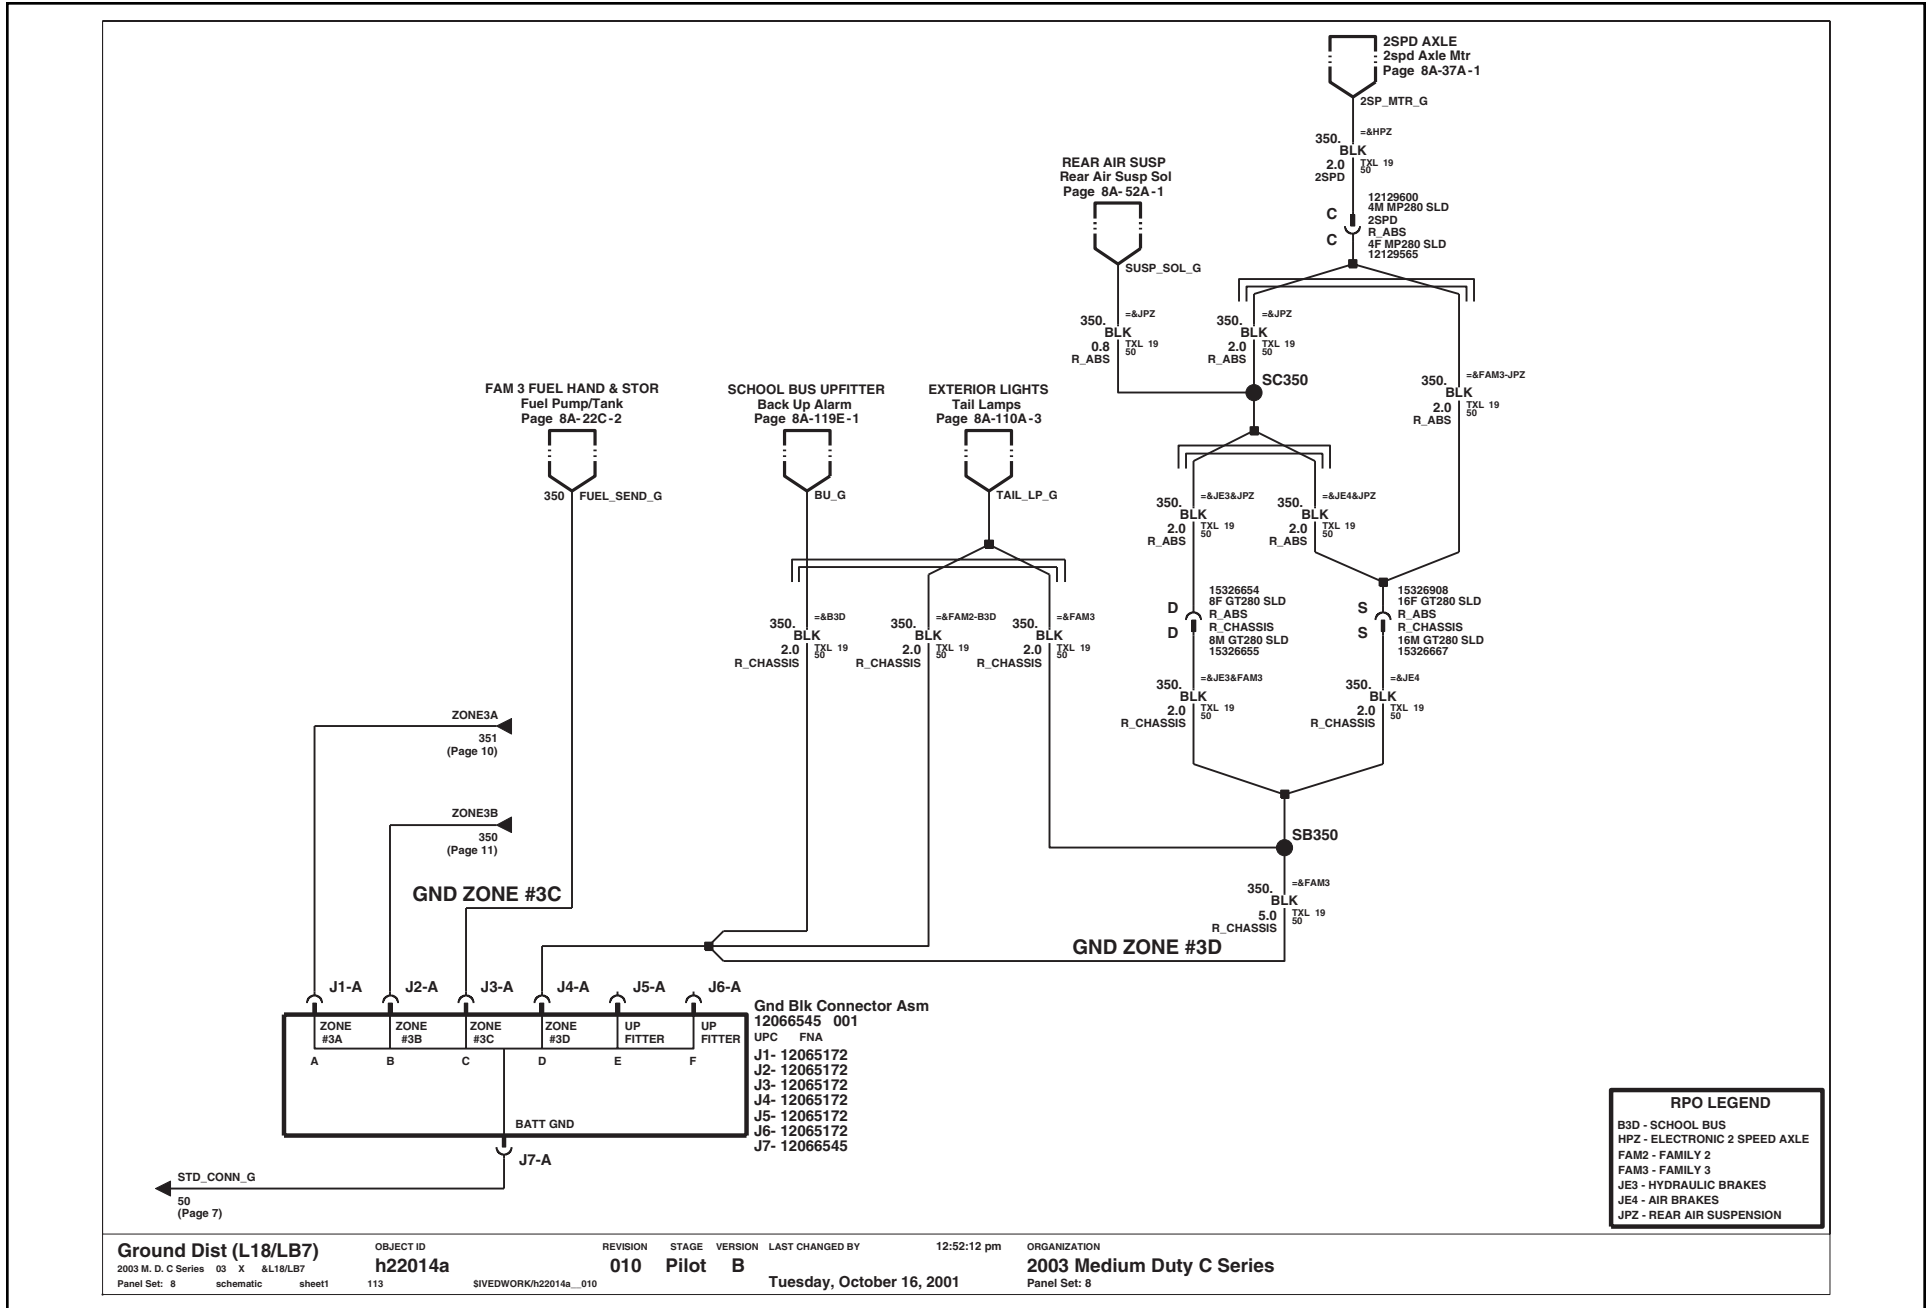 2SPD AXLE
2spd Axle Mtr
Page 8A-37A-1
2SP_MTR_G
350.
=&HPZ
BLK
2.0
TXL 19
50
2SPD
12129600
4M MP280 SLD
C
2SPD
R_ABS
C
4F MP280 SLD
12129565
REAR AIR SUSP
Rear Air Susp Sol
Page 8A-52A-1
SUSP_SOL_G
350.
=&JPZ
BLK
0.8
TXL 19
50
R_ABS
350.
=&JPZ
BLK
2.0
TXL 19
50
R_ABS
SC350
350.
=&FAM3-JPZ
BLK
2.0
TXL 19
50
R_ABS
FAM 3 FUEL HAND & STOR
Fuel Pump/Tank
Page 8A-22C-2
350 FUEL_SEND_G
SCHOOL BUS UPFITTER
Back Up Alarm
Page 8A-119E-1
BU_G
EXTERIOR LIGHTS
Tail Lamps
Page 8A-110A-3
TAIL_LP_G
350.
=&JE3&JPZ
BLK
2.0
TXL 19
50
R_ABS
350.
=&JE4&JPZ
BLK
2.0
TXL 19
50
R_ABS
15326654
8F GT280 SLD
D
R_ABS
R_CHASSIS
D
8M GT280 SLD
15326655
15326908
16F GT280 SLD
S
R_ABS
R_CHASSIS
S
16M GT280 SLD
15326667
350.
=&B3D
BLK
2.0
TXL 19
50
R_CHASSIS
350.
=&FAM2-B3D
BLK
2.0
TXL 19
50
R_CHASSIS
350.
=&FAM3
BLK
2.0
TXL 19
50
R_CHASSIS
350.
=&JE3&FAM3
BLK
2.0
TXL 19
50
R_CHASSIS
350.
=&JE4
BLK
2.0
TXL 19
50
R_CHASSIS
ZONE3A
351
(Page 10)
ZONE3B
350
(Page 11)
SB350
350.
=&FAM3
BLK
5.0
TXL 19
50
R_CHASSIS
GND ZONE #3C
GND ZONE #3D
J1-A
J2-A
J3-A
J4-A
J5-A
J6-A
ZONE
#3A
ZONE
#3B
ZONE
#3C
ZONE
#3D
UP
FITTER
UP
FITTER
A
B
C
D
E
F
BATT GND
J7-A
Gnd Blk Connector Asm
12066545 001
UPC FNA
J1- 12065172
J2- 12065172
J3- 12065172
J4- 12065172
J5- 12065172
J6- 12065172
J7- 12066545
STD_CONN_G
50
(Page 7)
RPO LEGEND
B3D - SCHOOL BUS
HPZ - ELECTRONIC 2 SPEED AXLE
FAM2 - FAMILY 2
FAM3 - FAMILY 3
JE3 - HYDRAULIC BRAKES
JE4 - AIR BRAKES
JPZ - REAR AIR SUSPENSION
Ground Dist (L18/LB7)
2003 M. D. C Series 03 X &L18/LB7
Panel Set: 8 schematic sheet1 113 $IVEDWORK/h22014a__010
OBJECT ID
h22014a
REVISION
010
STAGE
Pilot
VERSION
B
LAST CHANGED BY
12:52:12 pm
Tuesday, October 16, 2001
ORGANIZATION
2003 Medium Duty C Series
Panel Set: 8